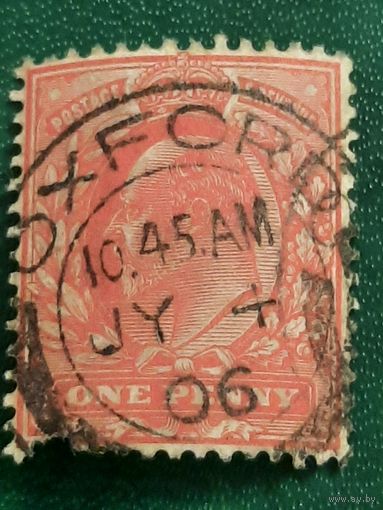 POSTAGE
OXFORD
10.45.AM
JY 4
06
ONE PENNY
www.ay.by